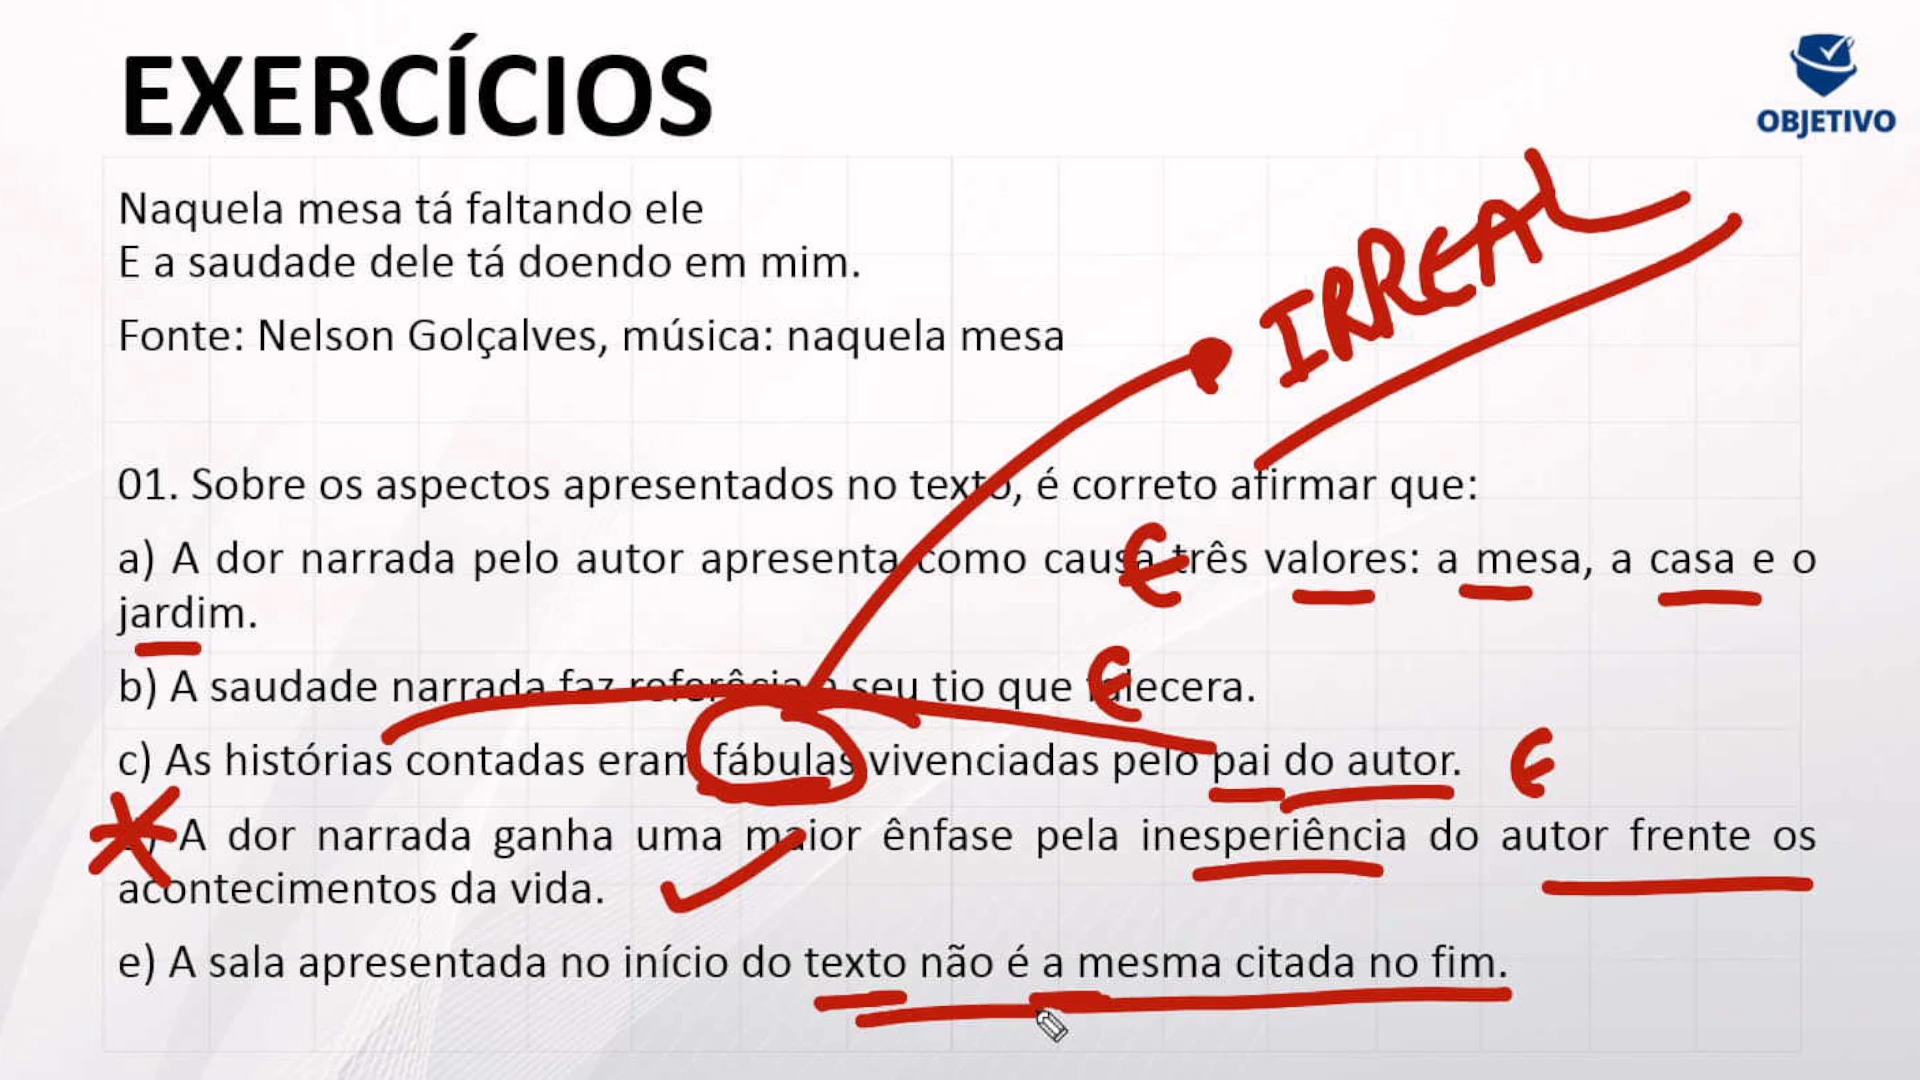 EXERCÍCIOS
OBJETIVO
Naquela mesa tá faltando ele
E a saudade dele tá doendo em mim.
Fonte: Nelson Golçalves, música: naquela mesa
IRREAL
01. Sobre os aspectos apresentados no texto, é correto afirmar que:
a) A dor narrada pelo autor apresenta como causa três valores: a mesa, a casa e o
E
jardim.
b) A saudade narrada faz referência a seu tio que falecera.
E
c) As histórias contadas eram fábulas vivenciadas pelo pai do autor. E
) A dor narrada ganha uma maior ênfase pela inesperiência do autor frente os
acontecimentos da vida.
e) A sala apresentada no início do texto não é a mesma citada no fim.